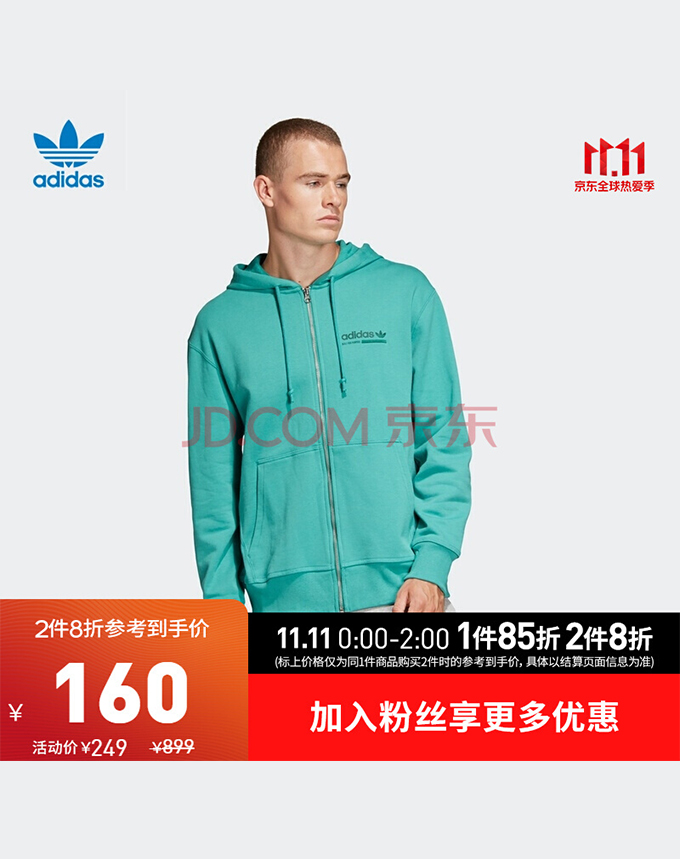 adidas
11.11
京东全球热爱季
adidas
JD.COM 京东
2件8折参考到手价
¥ 160
活动价¥249 ¥899
11.11 0:00-2:00 1件85折 2件8折
(标上价格仅为同1件商品购买2件时的参考到手价,具体以结算页面信息为准)
加入粉丝享更多优惠